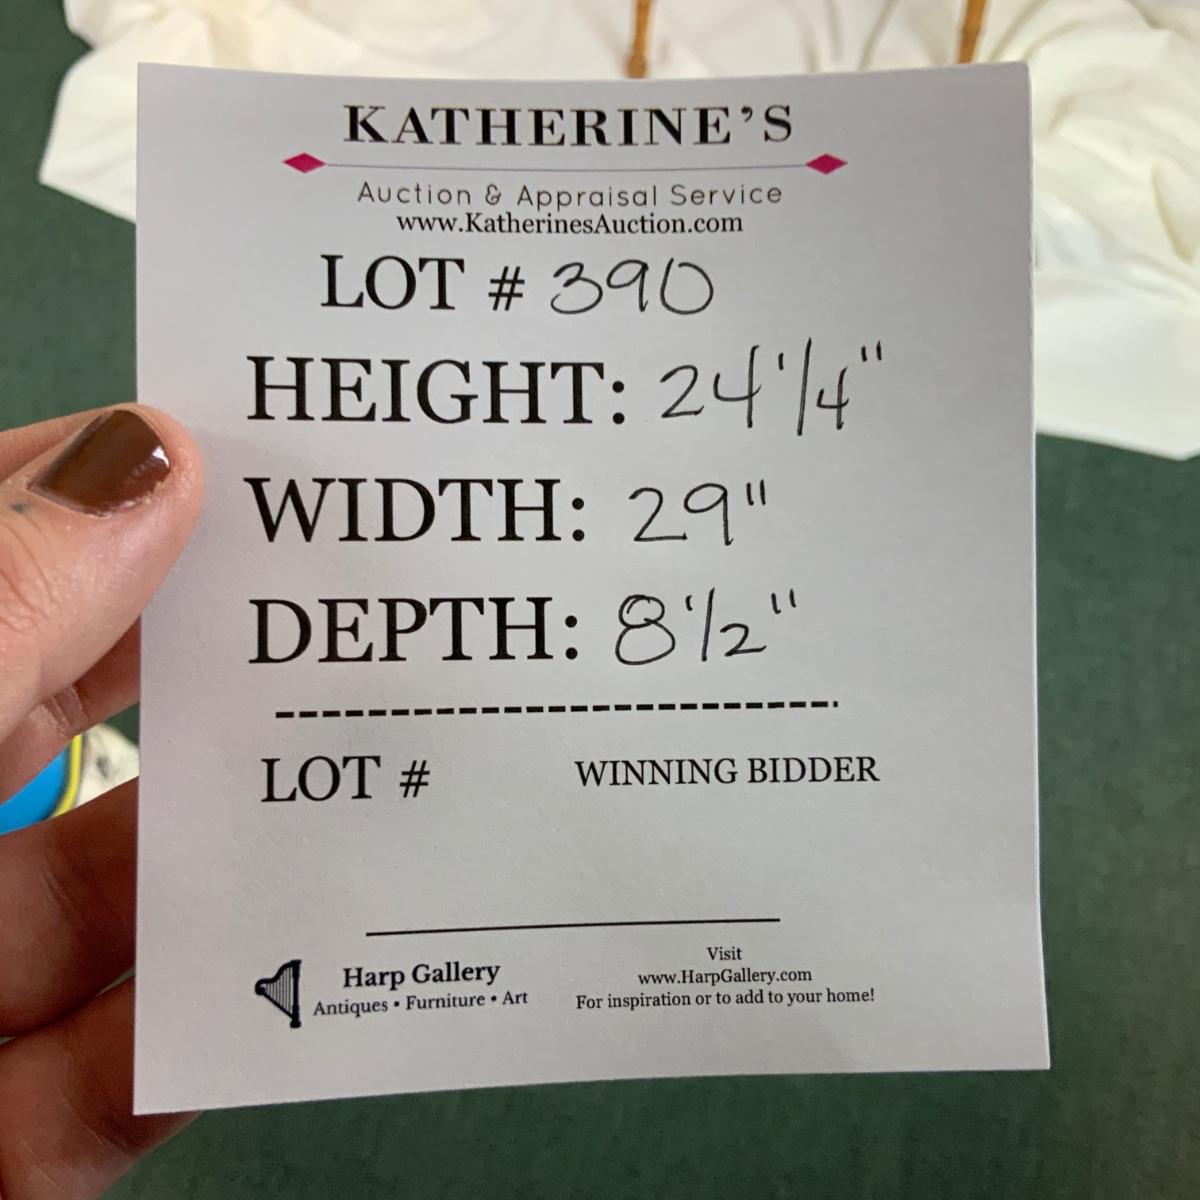 KATHERINE'S
Auction & Appraisal Service
www.KatherinesAuction.com
LOT # 390
HEIGHT: 24 1/4"
WIDTH: 29"
DEPTH: 8 1/2"
LOT # WINNING BIDDER
Harp Gallery
Antiques • Furniture • Art
Visit
www.HarpGallery.com
For inspiration or to add to your home!